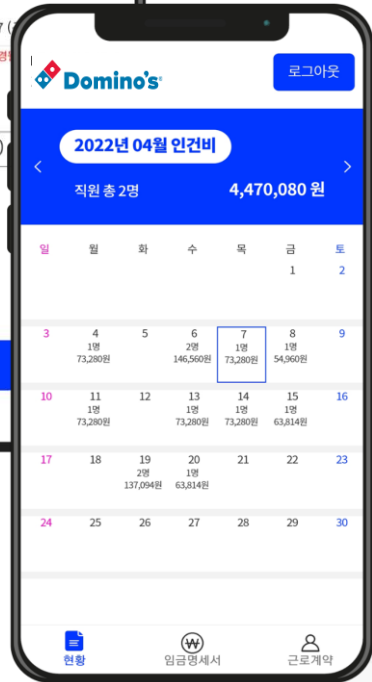 7 (
Domino's
로그아웃
2022년 04월 인건비
직원 총 2명 4,470,080 원
일 월 화 수 목 금 토
1 2
3 4 5 6 7 8 9
1명 2명 1명 1명
73,280원 146,560원 73,280원 54,960원
10 11 12 13 14 15 16
1명 1명 1명 1명
73,280원 73,280원 73,280원 63,814원
17 18 19 20 21 22 23
2명 1명
137,094원 63,814원
24 25 26 27 28 29 30
현황 임금명세서 근로계약